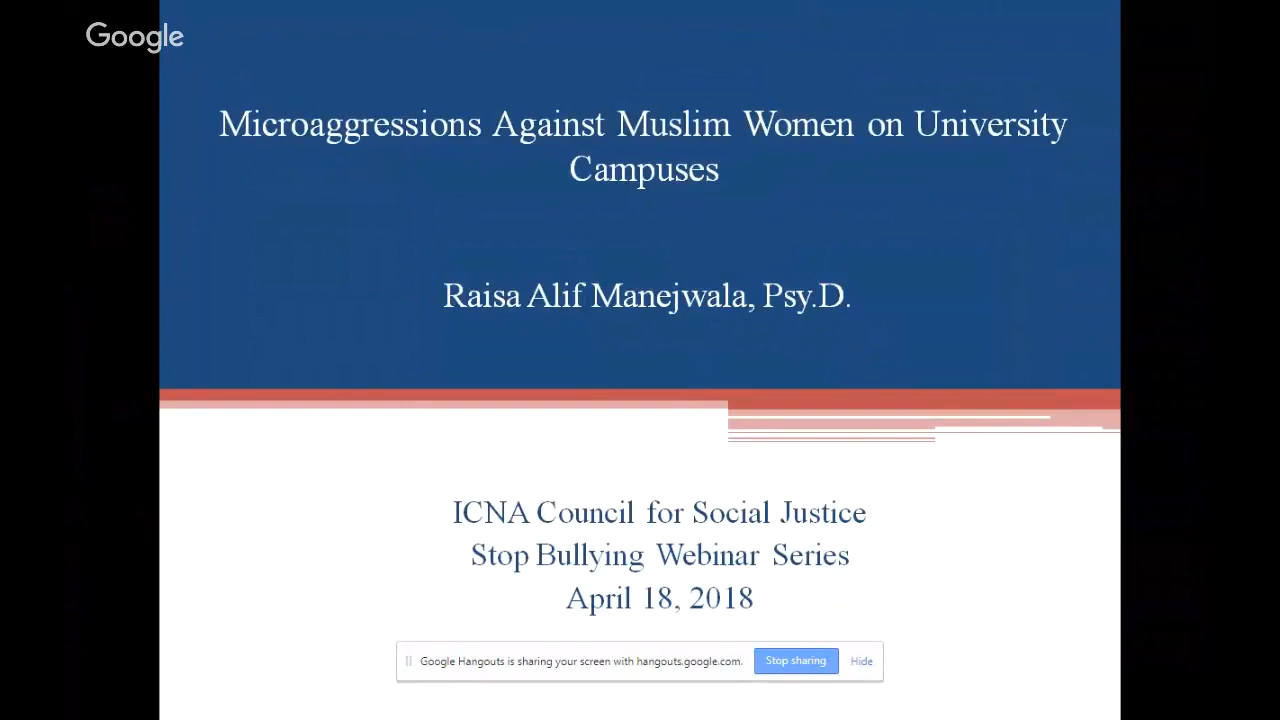 Google
Microaggressions Against Muslim Women on University
Campuses
Raisa Alif Manejwala, Psy.D.
ICNA Council for Social Justice
Stop Bullying Webinar Series
April 18, 2018
Google Hangouts is sharing your screen with hangouts.google.com. Stop sharing Hide